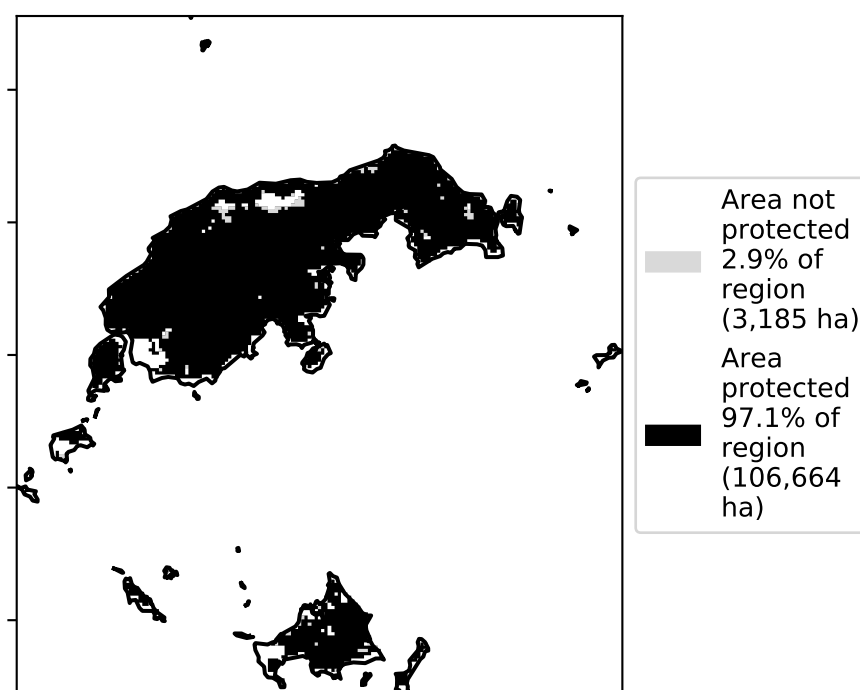 Area not
protected
2.9% of
region
(3,185 ha)
Area
protected
97.1% of
region
(106,664
ha)